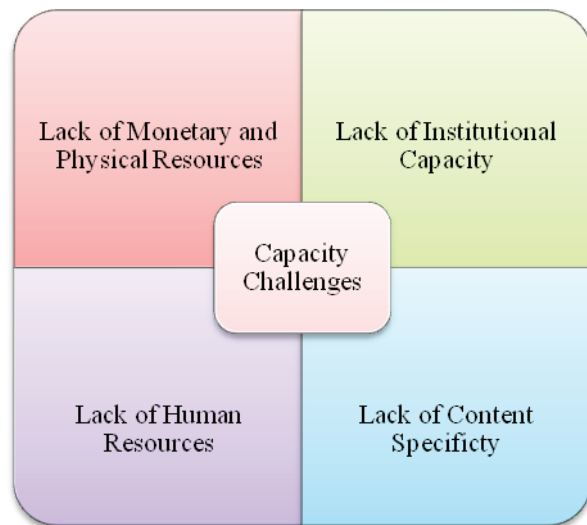 Lack of Monetary and
Physical Resources
Lack of Institutional
Capacity
Capacity
Challenges
Lack of Human
Resources
Lack of Content
Specificty